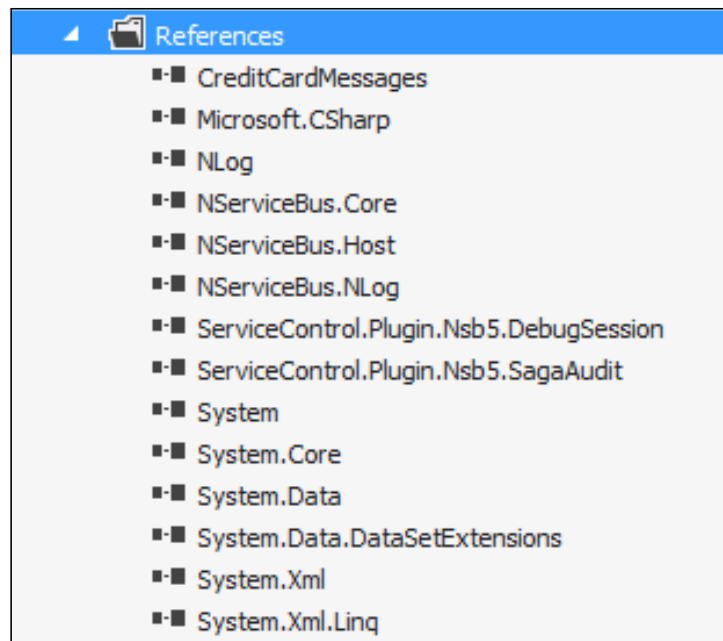 References
CreditCardMessages
Microsoft.CSharp
NLog
NServiceBus.Core
NServiceBus.Host
NServiceBus.NLog
ServiceControl.Plugin.Nsb5.DebugSession
ServiceControl.Plugin.Nsb5.SagaAudit
System
System.Core
System.Data
System.Data.DataSetExtensions
System.Xml
System.Xml.Linq